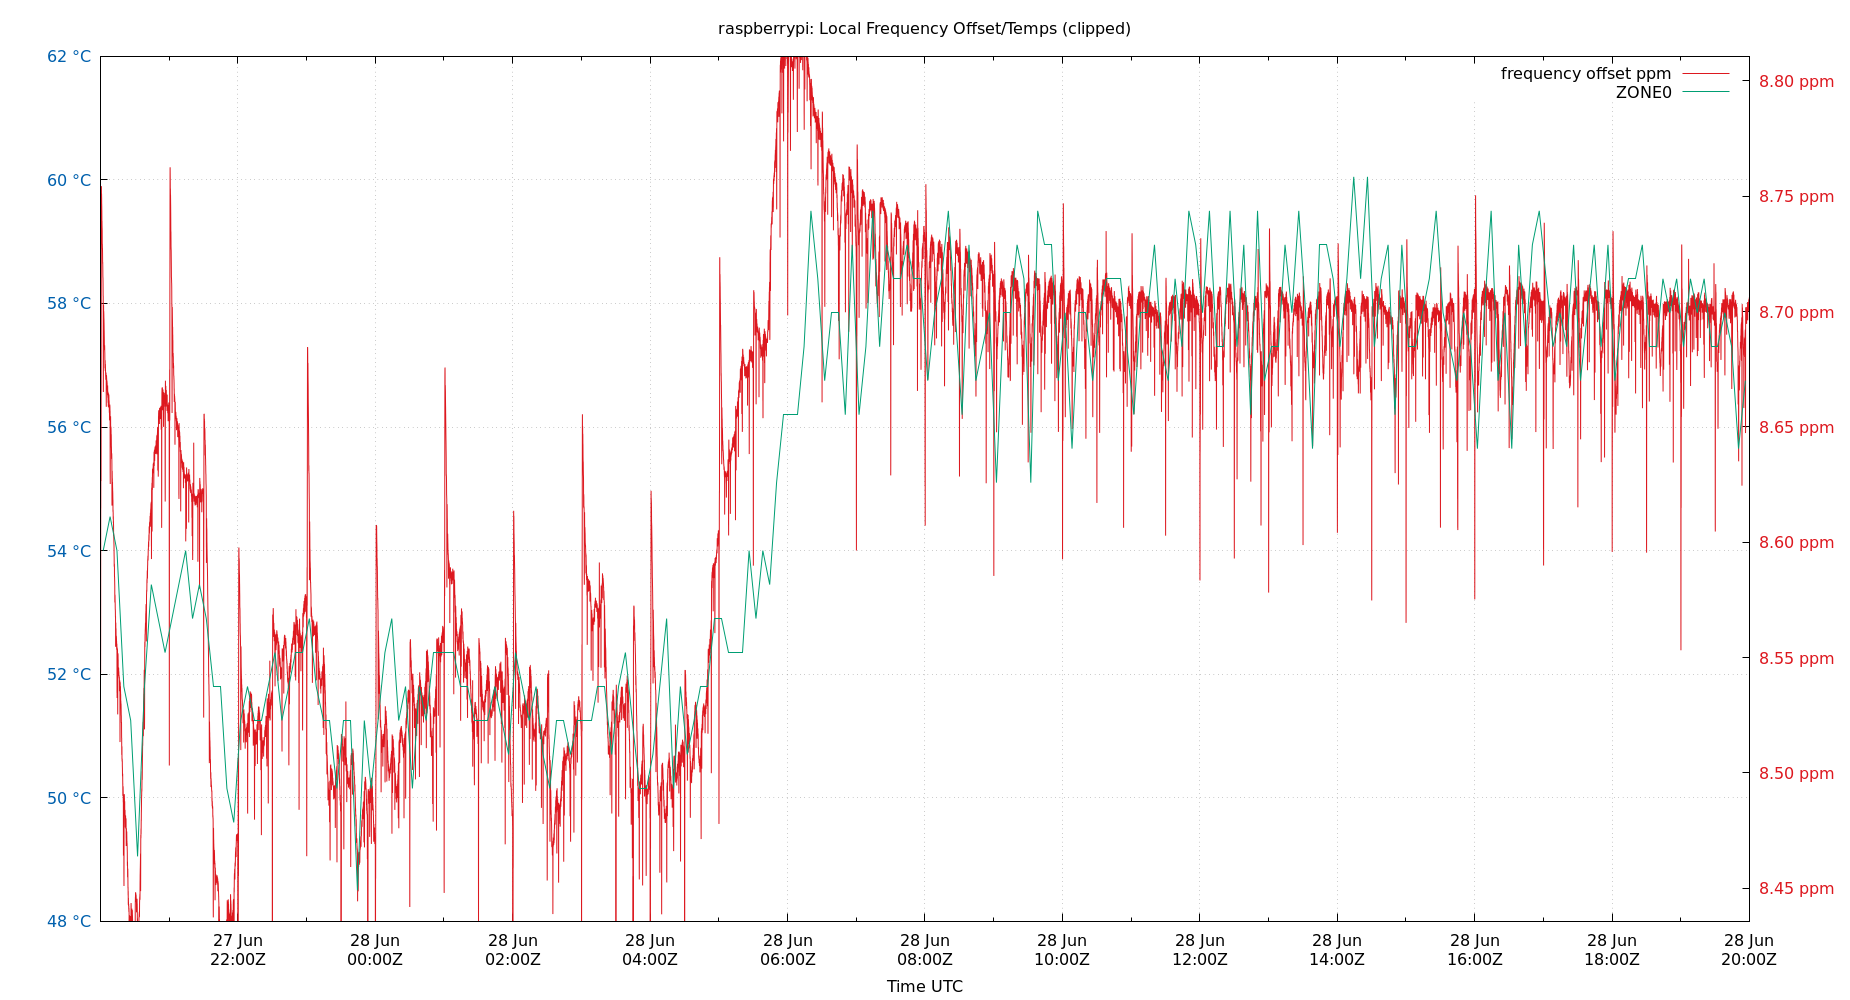 raspberrypi: Local Frequency Offset/Temps (clipped)
frequency offset ppm
ZONE0
62 °C
60 °C
58 °C
56 °C
54 °C
52 °C
50 °C
48 °C
8.80 ppm
8.75 ppm
8.70 ppm
8.65 ppm
8.60 ppm
8.55 ppm
8.50 ppm
8.45 ppm
27 Jun 28 Jun 28 Jun 28 Jun 28 Jun 28 Jun 28 Jun 28 Jun 28 Jun 28 Jun 28 Jun 28 Jun
22:00Z 00:00Z 02:00Z 04:00Z 06:00Z 08:00Z 10:00Z 12:00Z 14:00Z 16:00Z 18:00Z 20:00Z
Time UTC